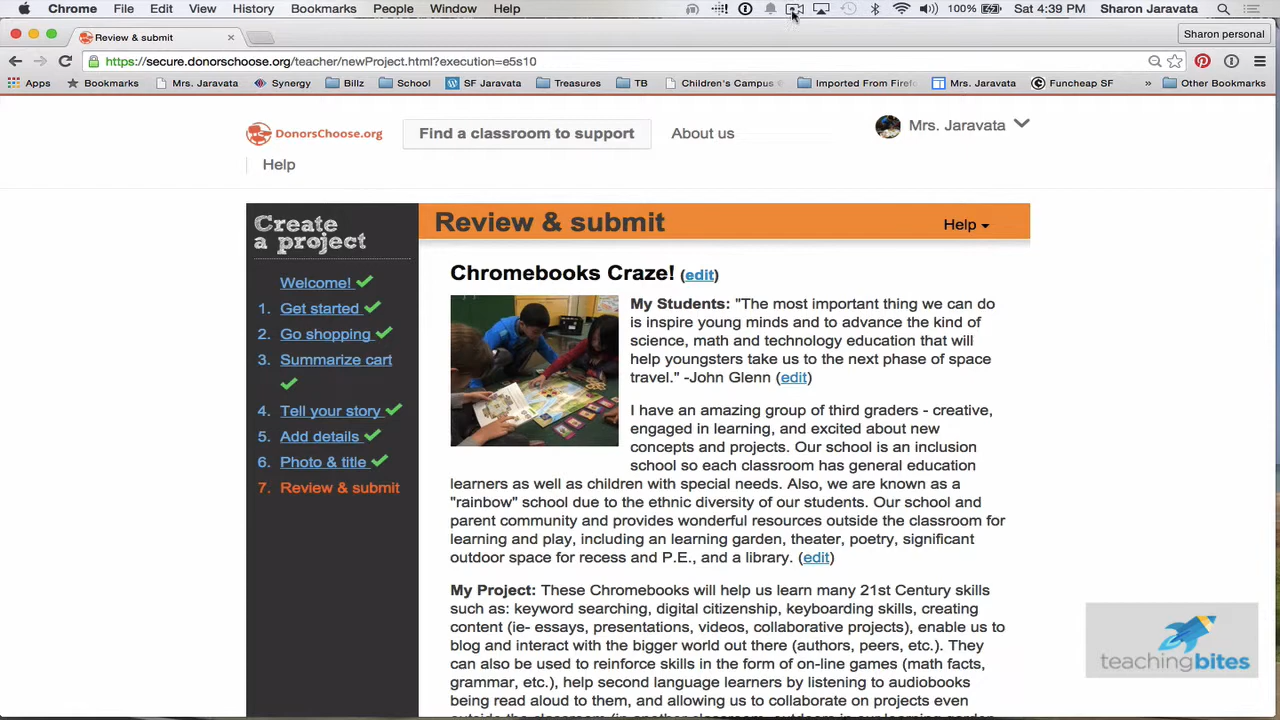 Chrome File Edit View History Bookmarks People Window Help 100% Sat 4:39 PM Sharon Jaravata
Review & submit Sharon personal
https://secure.donorschoose.org/teacher/newProject.html?execution=e5s10
Apps Bookmarks Mrs. Jaravata Synergy Billz School SF Jaravata Treasures TB Children's Campus Imported From Firef Mrs. Jaravata Funcheap SF » Other Bookmarks
DonorsChoose.org Find a classroom to support About us Mrs. Jaravata
Help
Create
a project
Welcome!
1. Get started
2. Go shopping
3. Summarize cart
4. Tell your story
5. Add details
6. Photo & title
7. Review & submit
Review & submit Help
Chromebooks Craze! (edit)
My Students: "The most important thing we can do
is inspire young minds and to advance the kind of
science, math and technology education that will
help youngsters take us to the next phase of space
travel." -John Glenn (edit)
I have an amazing group of third graders - creative,
engaged in learning, and excited about new
concepts and projects. Our school is an inclusion
school so each classroom has general education
learners as well as children with special needs. Also, we are known as a
"rainbow" school due to the ethnic diversity of our students. Our school and
parent community and provides wonderful resources outside the classroom for
learning and play, including an learning garden, theater, poetry, significant
outdoor space for recess and P.E., and a library. (edit)
My Project: These Chromebooks will help us learn many 21st Century skills
such as: keyword searching, digital citizenship, keyboarding skills, creating
content (ie- essays, presentations, videos, collaborative projects), enable us to
blog and interact with the bigger world out there (authors, peers, etc.). They
can also be used to reinforce skills in the form of on-line games (math facts,
grammar, etc.), help second language learners by listening to audiobooks
being read aloud to them, and allowing us to collaborate on projects even
outside the classroom (in another classroom, outdoors in our learning garden
teachingbites